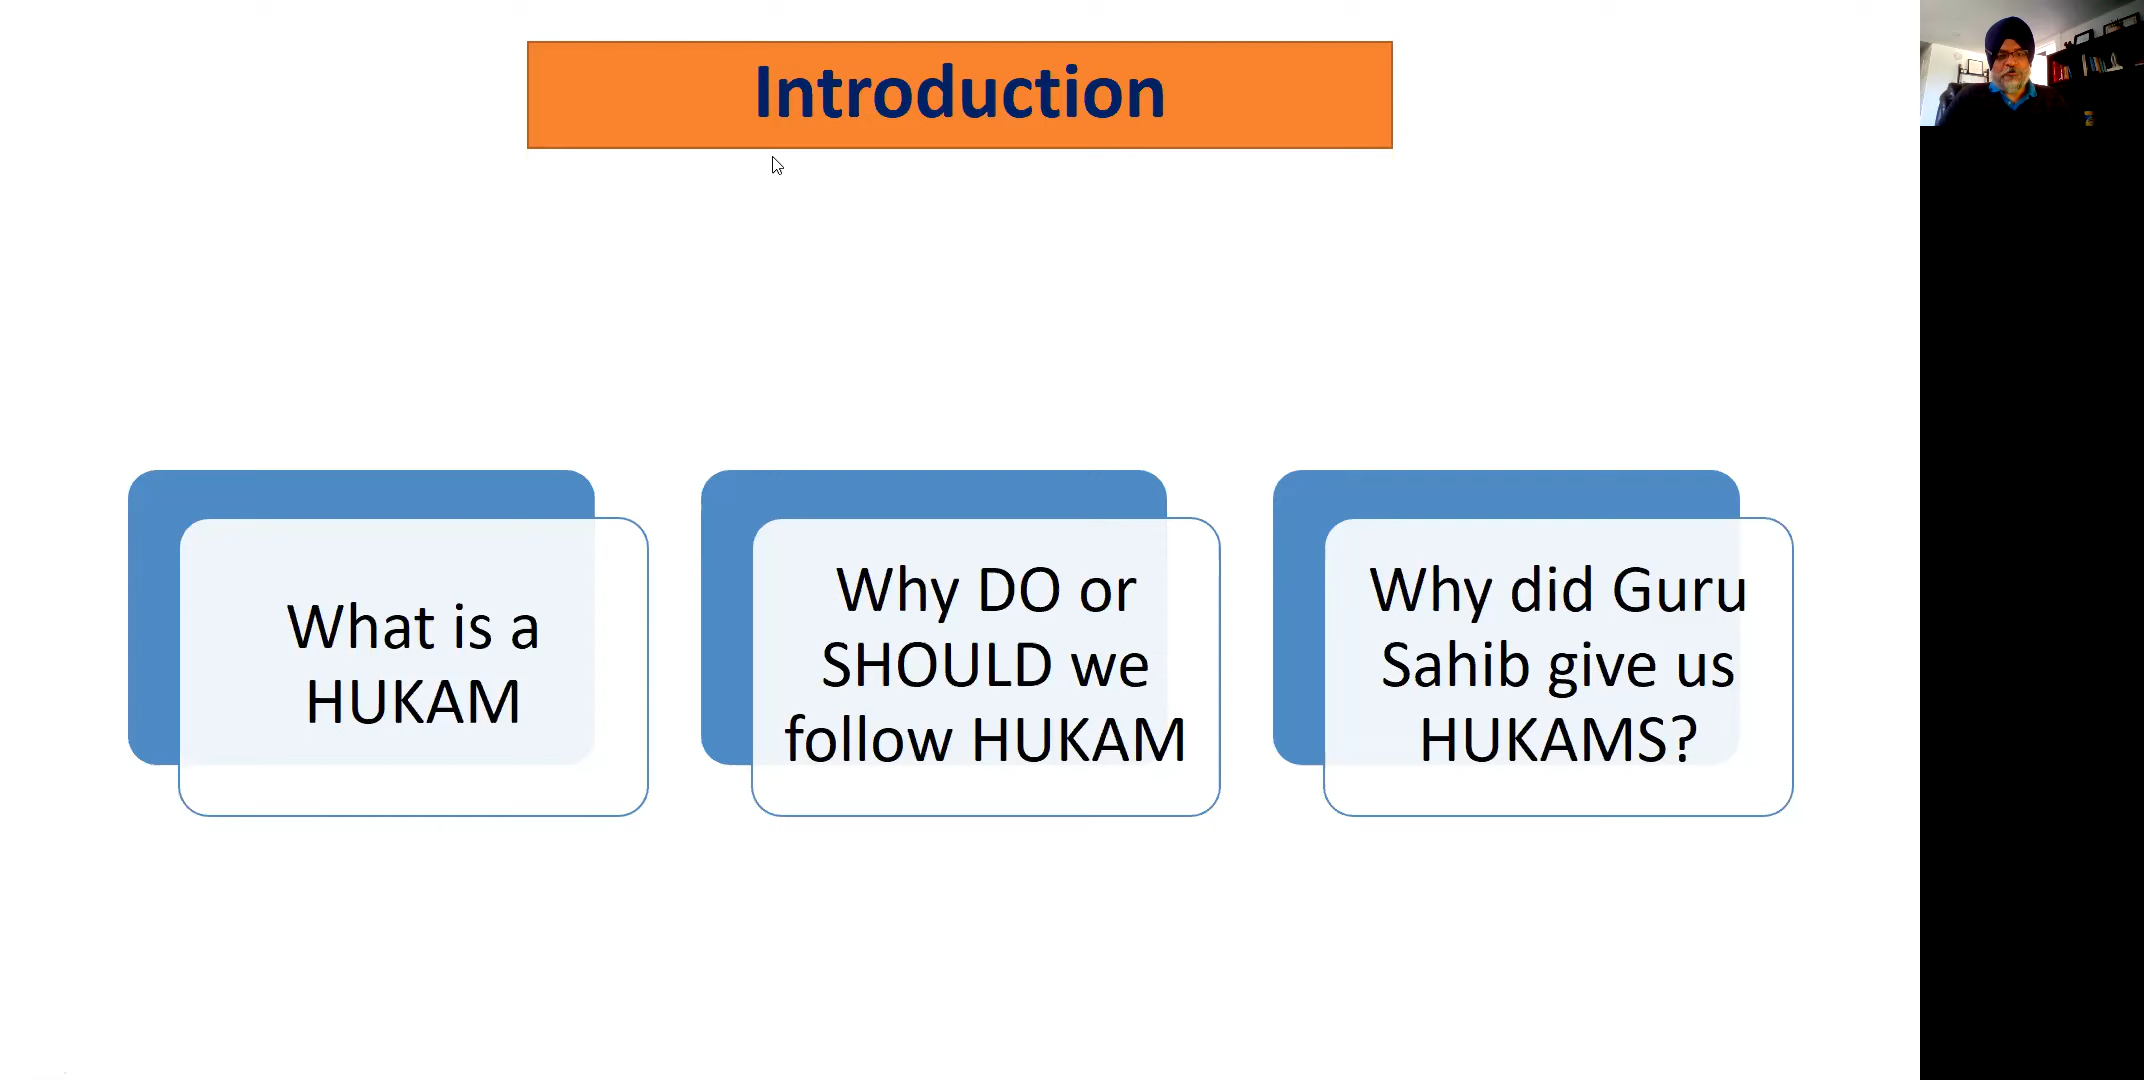 Introduction
What is a
HUKAM
Why DO or
SHOULD we
follow HUKAM
Why did Guru
Sahib give us
HUKAMS?